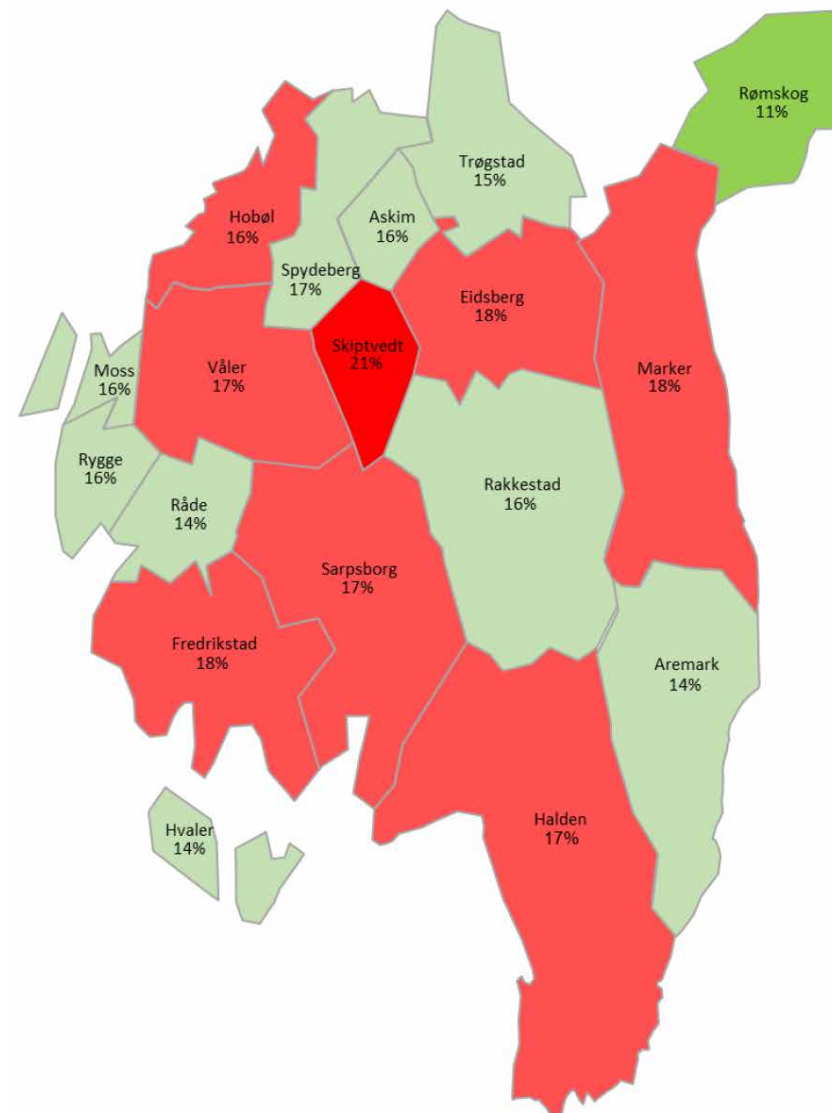 Rømskog
11%
Trøgstad
15%
Hobøl
16%
Askim
16%
Spydeberg
17%
Eidsberg
18%
Skiptvedt
21%
Våler
17%
Moss
16%
Marker
18%
Rygge
16%
Råde
14%
Rakkestad
16%
Sarpsborg
17%
Fredrikstad
18%
Aremark
14%
Hvaler
14%
Halden
17%